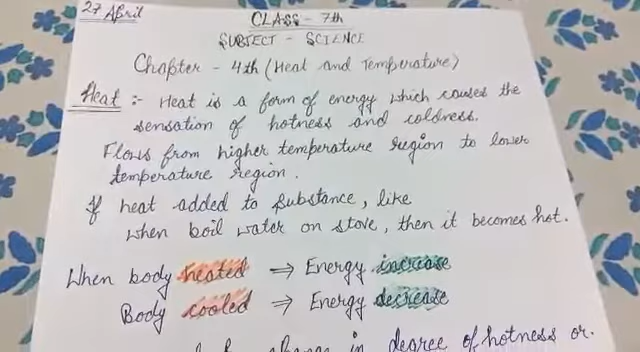 27 April
CLASS - 7th
SUBJECT - SCIENCE
Chapter - 4th (Heat and Temperature)
Heat :- Heat is a form of energy which causes the
sensation of hotness and coldness.
Flows from higher temperature region to lower
temperature region.
If heat added to substance, like
when boil water on stove, then it becomes hot.
When body heated ⇒ Energy increase
Body cooled ⇒ Energy decrease
change in degree of hotness or